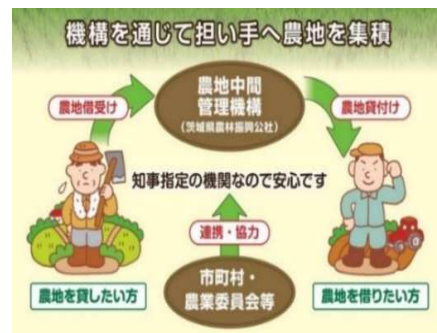 機構を通じて担い手へ農地を集積
農地中間
管理機構
(茨城県農林振興公社)
農地借受け
農地貸付け
知事指定の機関なので安心です
連携・協力
市町村・
農業委員会等
農地を貸したい方
農地を借りたい方